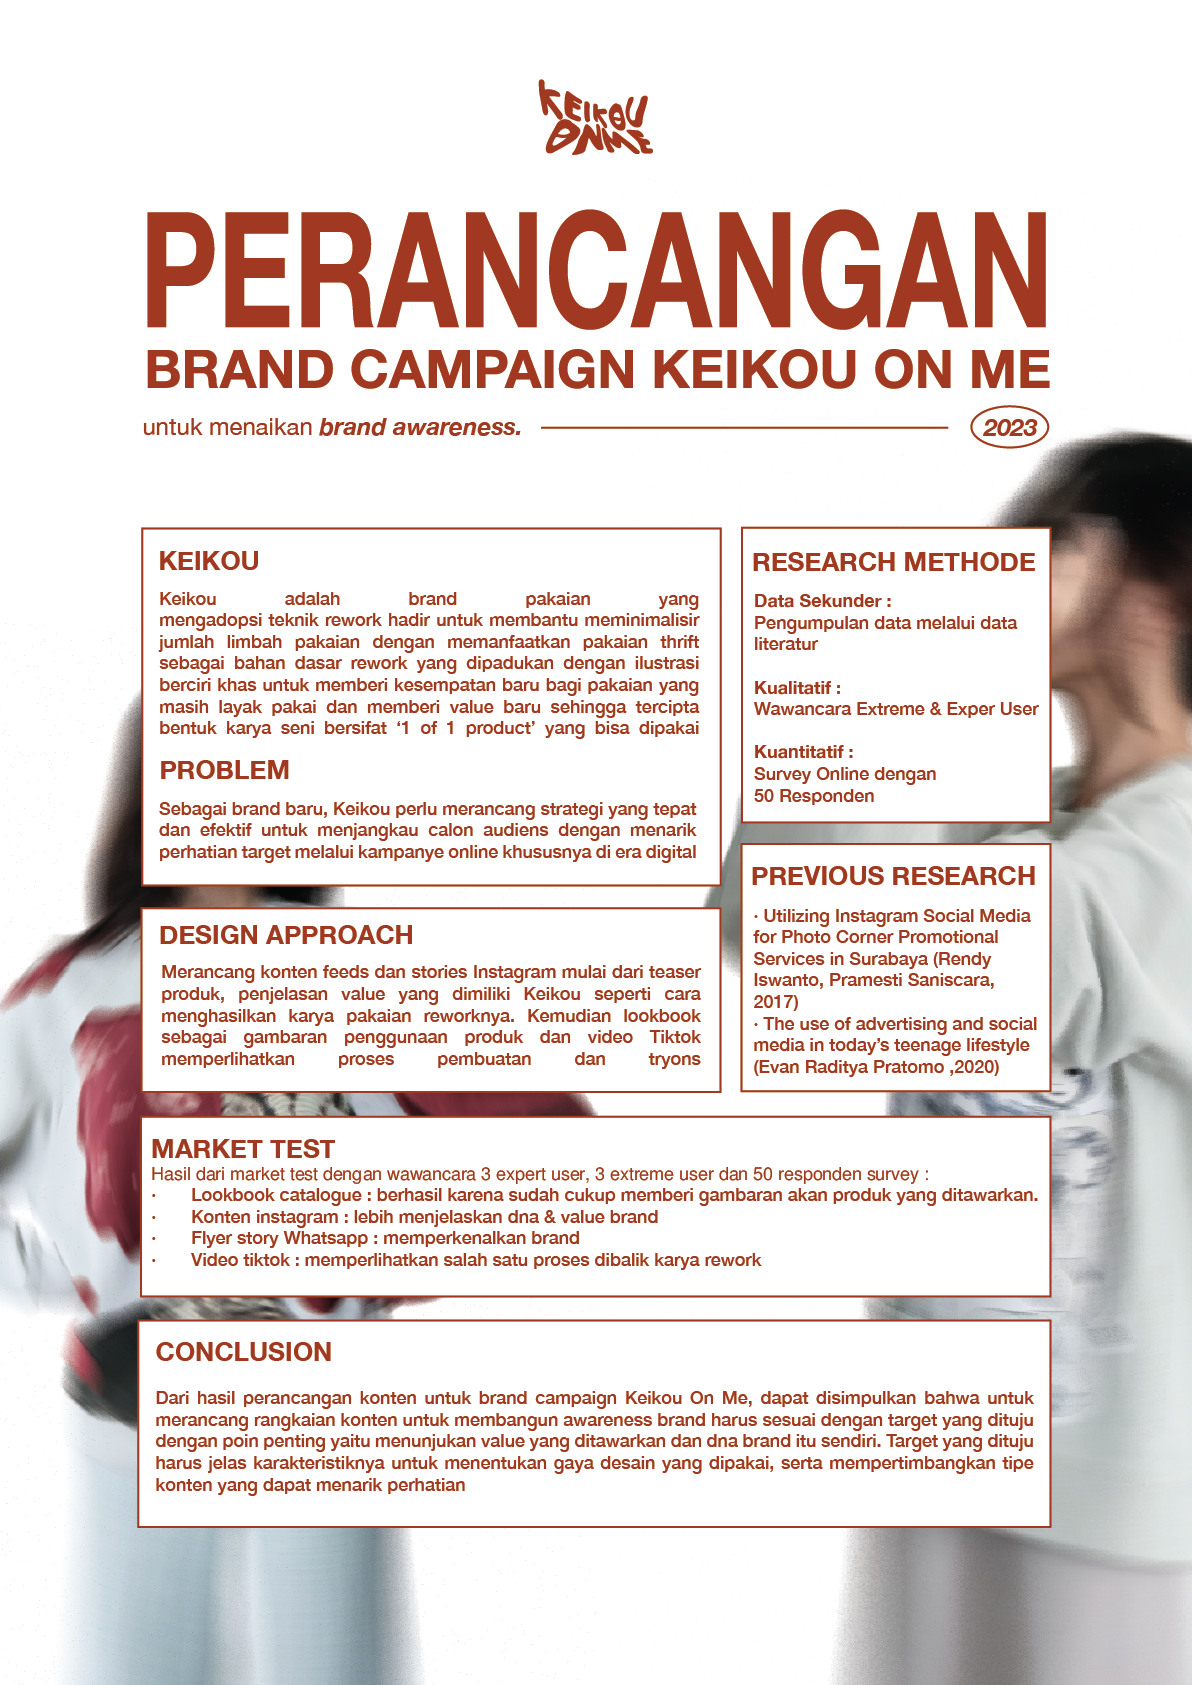 KEIKOU
ON ME
PERANCANGAN
BRAND CAMPAIGN KEIKOU ON ME
untuk menaikan brand awareness.
2023
KEIKOU
Keikou adalah brand pakaian yang
mengadopsi teknik rework hadir untuk membantu meminimalisir
jumlah limbah pakaian dengan memanfaatkan pakaian thrift
sebagai bahan dasar rework yang dipadukan dengan ilustrasi
berciri khas untuk memberi kesempatan baru bagi pakaian yang
masih layak pakai dan memberi value baru sehingga tercipta
bentuk karya seni bersifat ‘1 of 1 product’ yang bisa dipakai
PROBLEM
Sebagai brand baru, Keikou perlu merancang strategi yang tepat
dan efektif untuk menjangkau calon audiens dengan menarik
perhatian target melalui kampanye online khususnya di era digital
RESEARCH METHODE
Data Sekunder :
Pengumpulan data melalui data
literatur
Kualitatif :
Wawancara Extreme & Exper User
Kuantitatif :
Survey Online dengan
50 Responden
DESIGN APPROACH
Merancang konten feeds dan stories Instagram mulai dari teaser
produk, penjelasan value yang dimiliki Keikou seperti cara
menghasilkan karya pakaian reworknya. Kemudian lookbook
sebagai gambaran penggunaan produk dan video Tiktok
memperlihatkan proses pembuatan dan tryons
PREVIOUS RESEARCH
· Utilizing Instagram Social Media
for Photo Corner Promotional
Services in Surabaya (Rendy
Iswanto, Pramesti Saniscara,
2017)
· The use of advertising and social
media in today’s teenage lifestyle
(Evan Raditya Pratomo ,2020)
MARKET TEST
Hasil dari market test dengan wawancara 3 expert user, 3 extreme user dan 50 responden survey :
· Lookbook catalogue : berhasil karena sudah cukup memberi gambaran akan produk yang ditawarkan.
· Konten instagram : lebih menjelaskan dna & value brand
· Flyer story Whatsapp : memperkenalkan brand
· Video tiktok : memperlihatkan salah satu proses dibalik karya rework
CONCLUSION
Dari hasil perancangan konten untuk brand campaign Keikou On Me, dapat disimpulkan bahwa untuk
merancang rangkaian konten untuk membangun awareness brand harus sesuai dengan target yang dituju
dengan poin penting yaitu menunjukan value yang ditawarkan dan dna brand itu sendiri. Target yang dituju
harus jelas karakteristiknya untuk menentukan gaya desain yang dipakai, serta mempertimbangkan tipe
konten yang dapat menarik perhatian